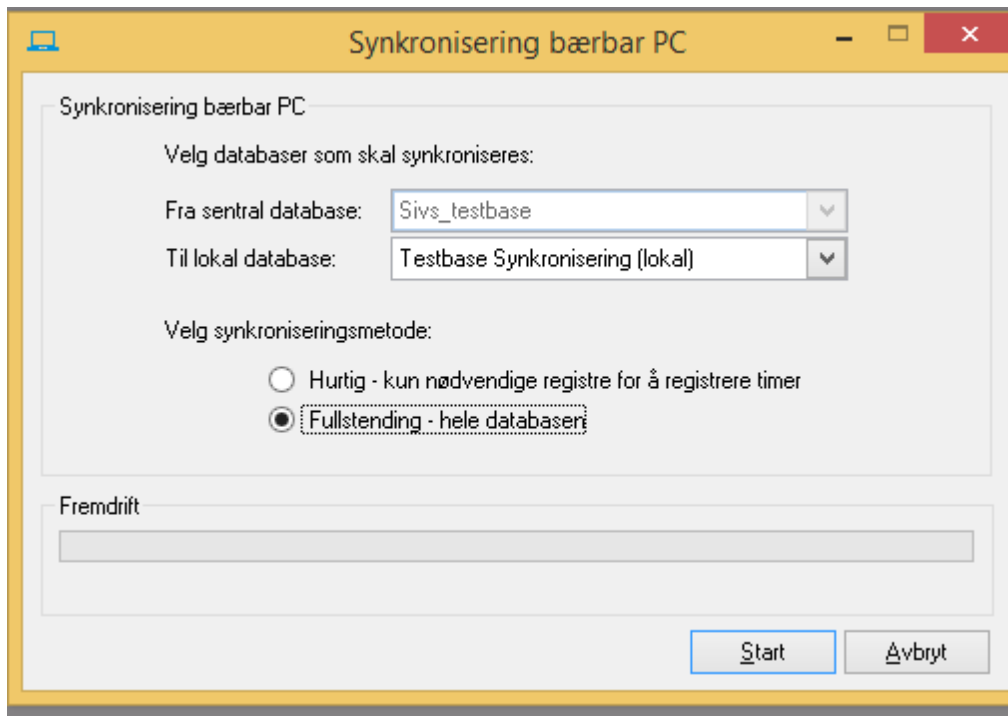 Synkronisering bærbar PC
Synkronisering bærbar PC
Velg databaser som skal synkroniseres:
Fra sentral database: Sivs_testbase
Til lokal database: Testbase Synkronisering (lokal)
Velg synkroniseringsmetode:
Hurtig - kun nødvendige registre for å registrere timer
Fullstending - hele databasen
Fremdrift
Start Avbryt